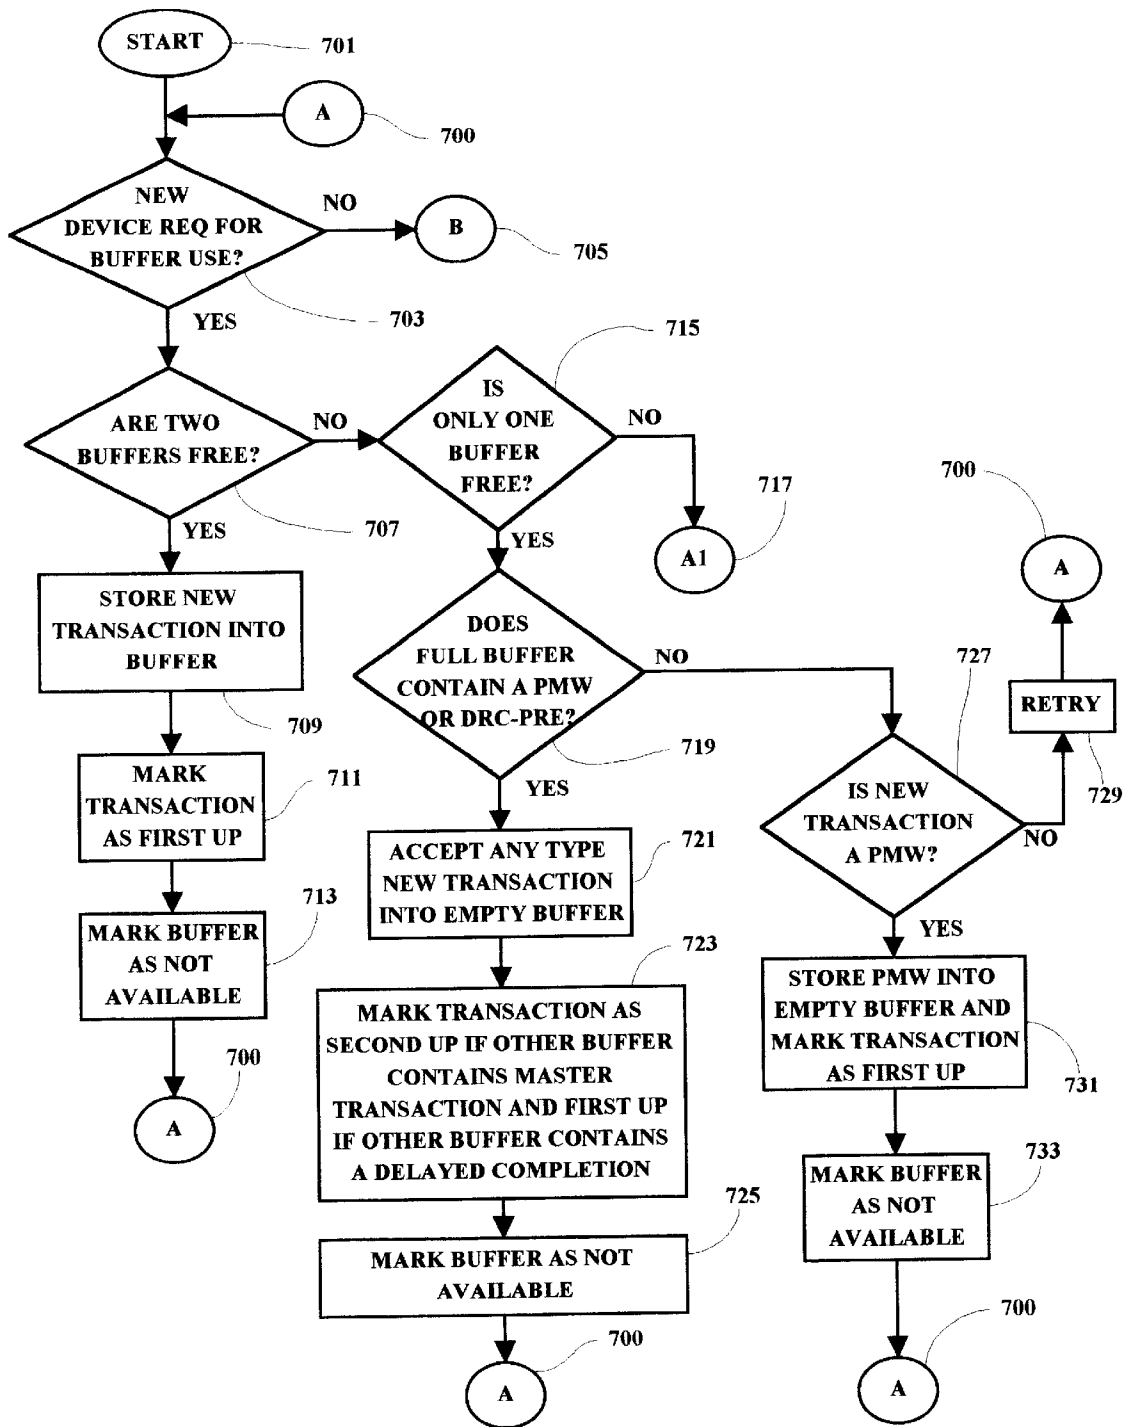 START
701
A
700
NEW
DEVICE REQ FOR
BUFFER USE?
NO
B
705
703
YES
715
ARE TWO
BUFFERS FREE?
NO
IS
ONLY ONE
BUFFER
FREE?
NO
707
YES
717
A1
YES
700
A
STORE NEW
TRANSACTION INTO
BUFFER
709
DOES
FULL BUFFER
CONTAIN A PMW
OR DRC-PRE?
NO
719
YES
727
RETRY
729
MARK
TRANSACTION
AS FIRST UP
711
IS NEW
TRANSACTION
A PMW?
NO
YES
ACCEPT ANY TYPE
NEW TRANSACTION
INTO EMPTY BUFFER
721
MARK BUFFER
AS NOT
AVAILABLE
713
723
MARK TRANSACTION AS
SECOND UP IF OTHER BUFFER
CONTAINS MASTER
TRANSACTION AND FIRST UP
IF OTHER BUFFER CONTAINS
A DELAYED COMPLETION
STORE PMW INTO
EMPTY BUFFER AND
MARK TRANSACTION
AS FIRST UP
731
700
A
725
MARK BUFFER AS NOT
AVAILABLE
MARK BUFFER
AS NOT
AVAILABLE
733
700
A
700
A